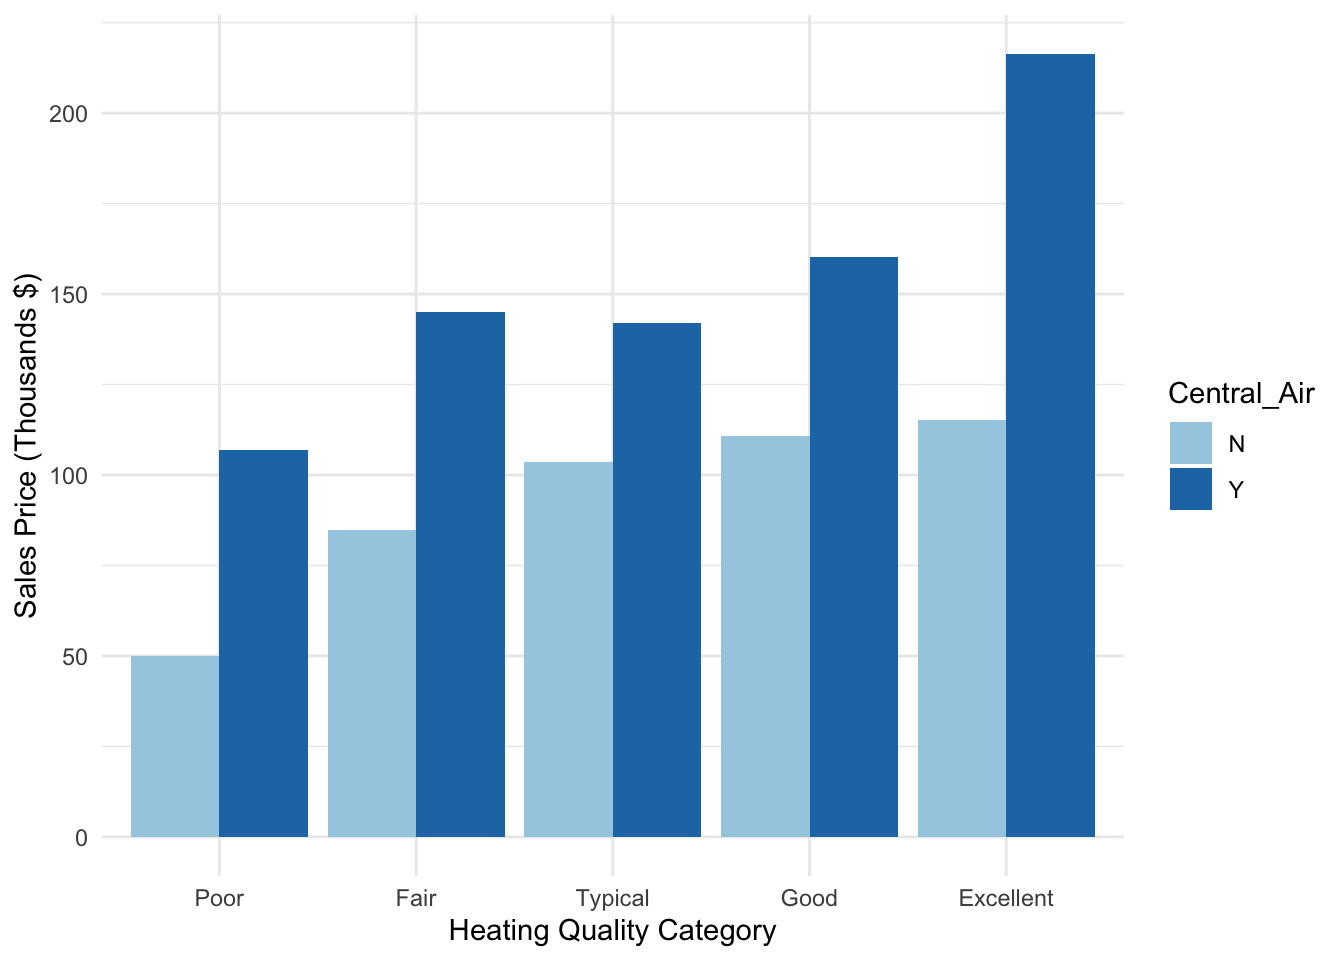 Sales Price (Thousands $)
200
150
100
50
0
Poor Fair Typical Good Excellent
Heating Quality Category
Central_Air
N
Y